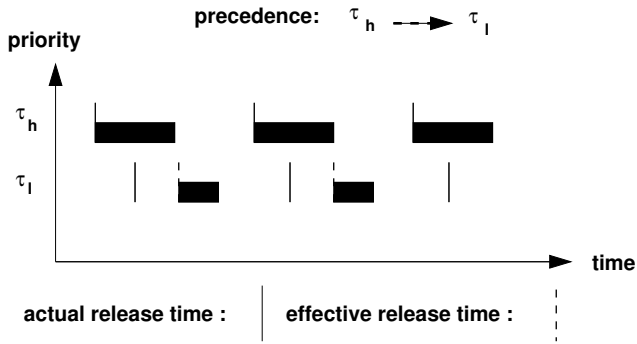 precedence: τh τl
priority
τh
τl
time
actual release time : effective release time :